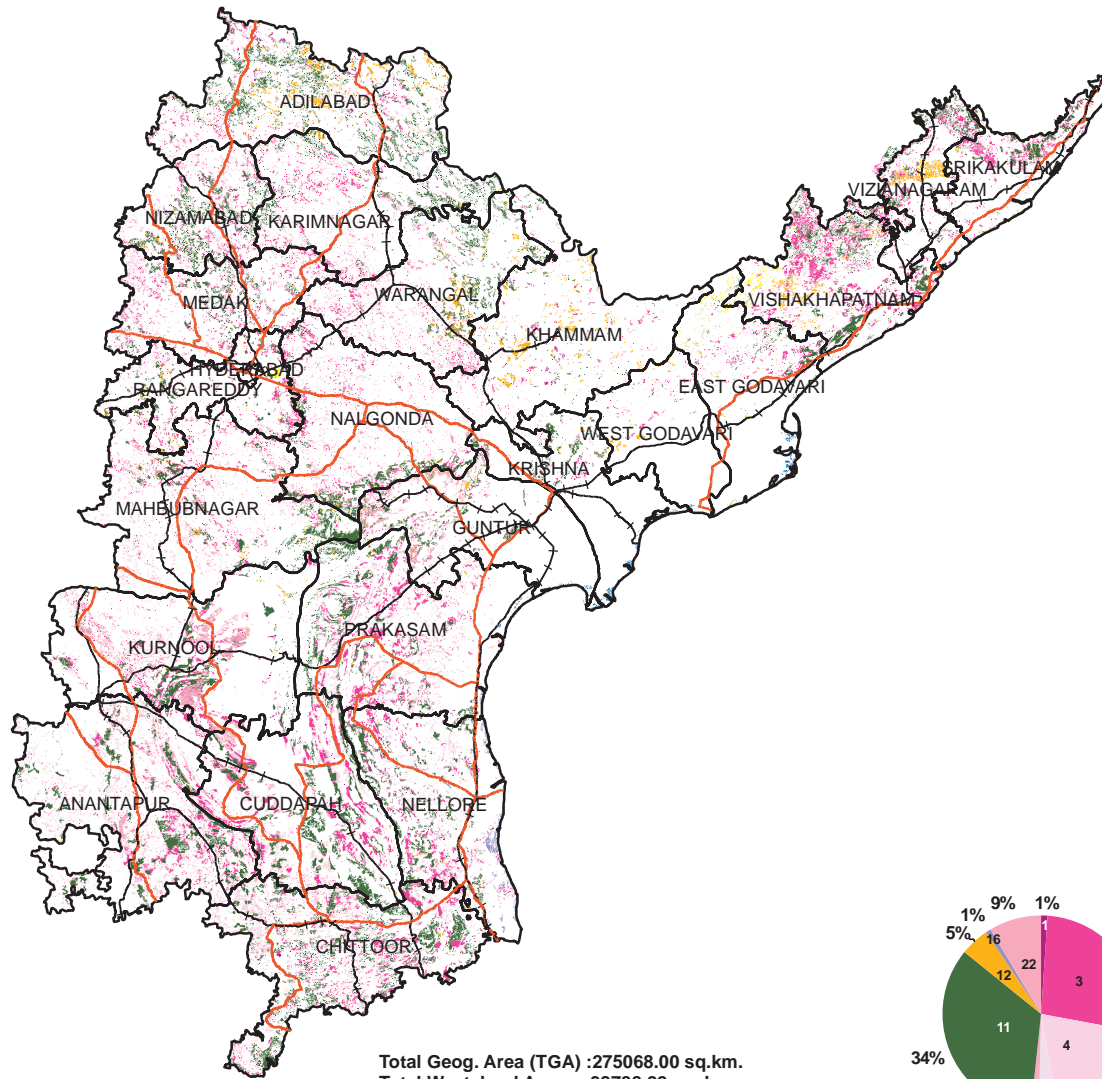 ADILABAD
SRIKAKULAM
VIZIANAGARAM
NIZAMABAD
KARIMNAGAR
WARANGAL
MEDAK
VISHAKHAPATNAM
KHAMMAM
HYDERABAD
RANGAREDDY
EAST GODAVARI
NALGONDA
WEST GODAVARI
KRISHNA
MAHBUBNAGAR
GUNTUR
PRAKASAM
KURNOOL
ANANTAPUR
CUDDAPAH
NELLORE
CHITTOOR
9%
1%
1%
5%
1
16
22
12
3
11
4
34%
Total Geog. Area (TGA) :275068.00 sq.km.